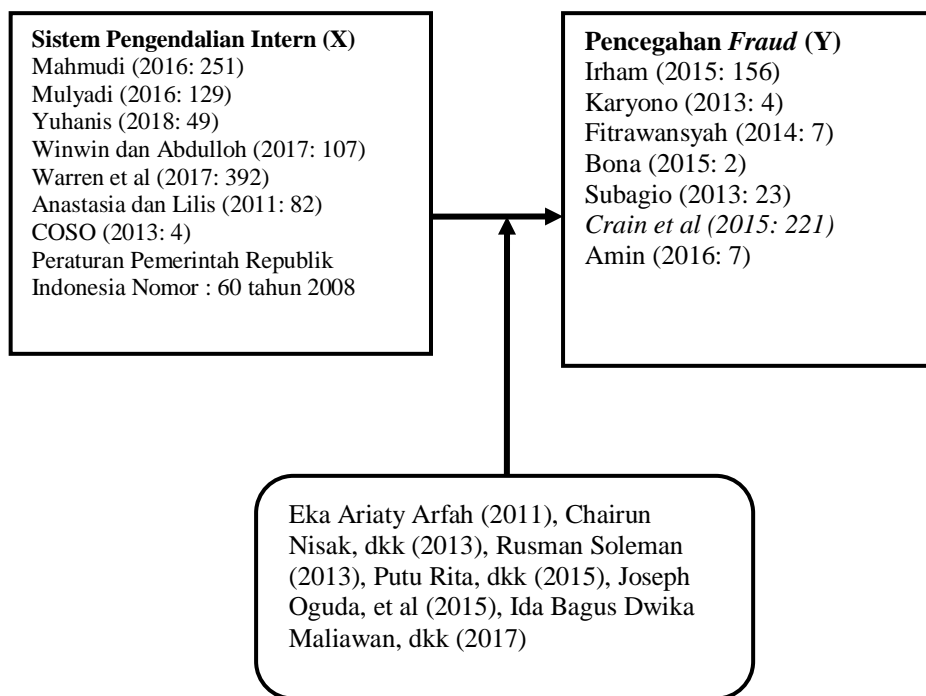 Sistem Pengendalian Intern (X)
Mahmudi (2016: 251)
Mulyadi (2016: 129)
Yuhanis (2018: 49)
Winwin dan Abdulloh (2017: 107)
Warren et al (2017: 392)
Anastasia dan Lilis (2011: 82)
COSO (2013: 4)
Peraturan Pemerintah Republik
Indonesia Nomor : 60 tahun 2008
Pencegahan Fraud (Y)
Irham (2015: 156)
Karyono (2013: 4)
Fitrawansyah (2014: 7)
Bona (2015: 2)
Subagio (2013: 23)
Crain et al (2015: 221)
Amin (2016: 7)
Eka Ariaty Arfah (2011), Chairun
Nisak, dkk (2013), Rusman Soleman
(2013), Putu Rita, dkk (2015), Joseph
Oguda, et al (2015), Ida Bagus Dwika
Maliawan, dkk (2017)